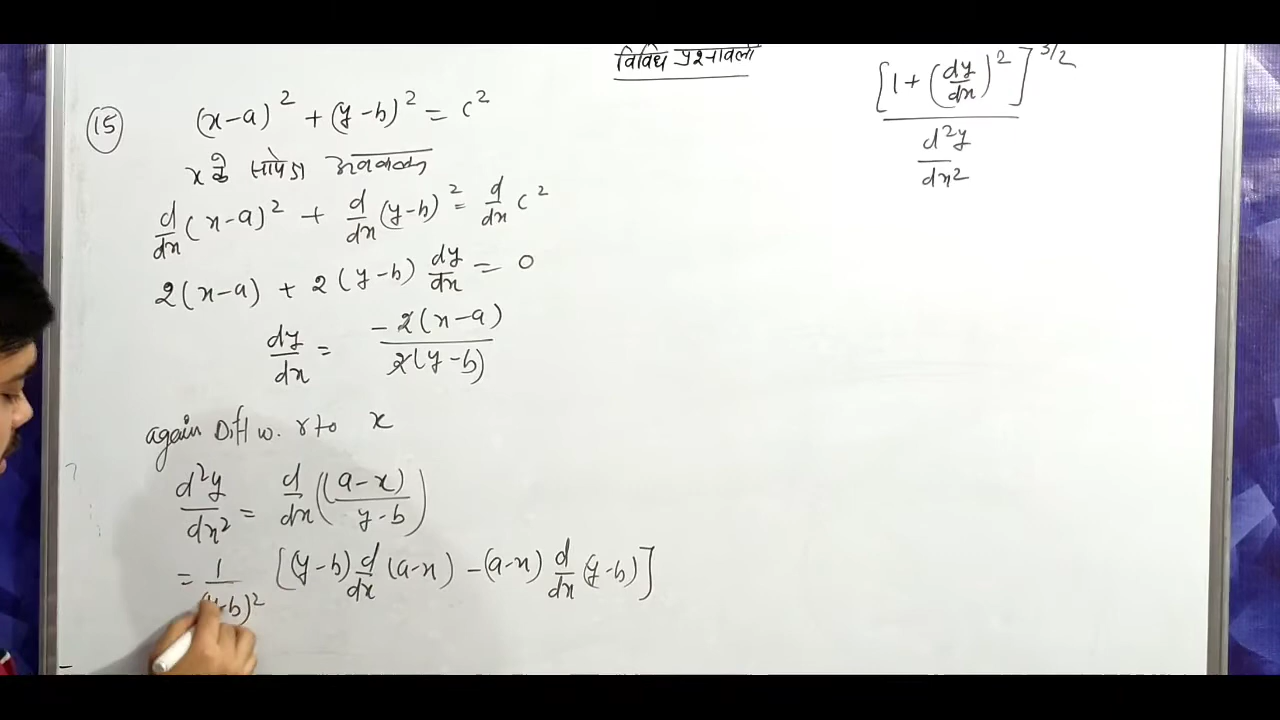 विविध प्रश्नावली
(15) (x-a)² + (y-b)² = c²
x के सापेक्ष अवकलन
d/dx (x-a)² + d/dx (y-b)² = d/dx c²
2(x-a) + 2(y-b) dy/dx = 0
dy/dx = -2(x-a) / 2(y-b)
again Diff w. r to x
d²y/dx² = d/dx ((a-x) / y-b)
= 1/(y-b)² [(y-b) d/dx (a-x) - (a-x) d/dx (y-b)]
[1 + (dy/dx)²]^3/2 / d²y/dx²